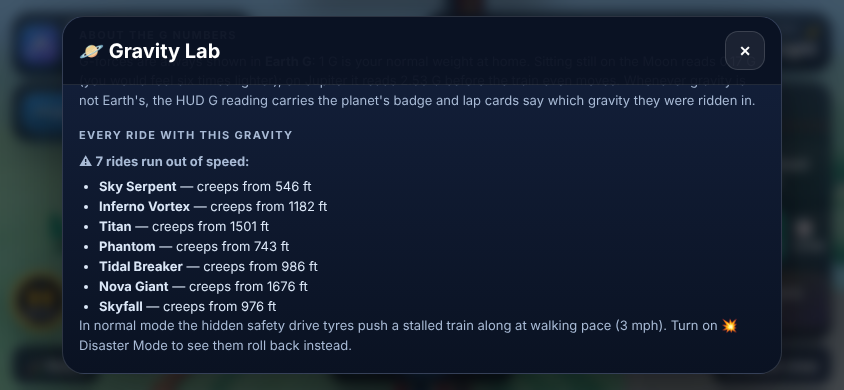 🪐 Gravity Lab
×
not Earth's, the HUD G reading carries the planet's badge and lap cards say which gravity they were ridden in.
EVERY RIDE WITH THIS GRAVITY
⚠ 7 rides run out of speed:
• Sky Serpent — creeps from 546 ft
• Inferno Vortex — creeps from 1182 ft
• Titan — creeps from 1501 ft
• Phantom — creeps from 743 ft
• Tidal Breaker — creeps from 986 ft
• Nova Giant — creeps from 1676 ft
• Skyfall — creeps from 976 ft
In normal mode the hidden safety drive tyres push a stalled train along at walking pace (3 mph). Turn on 💥
Disaster Mode to see them roll back instead.